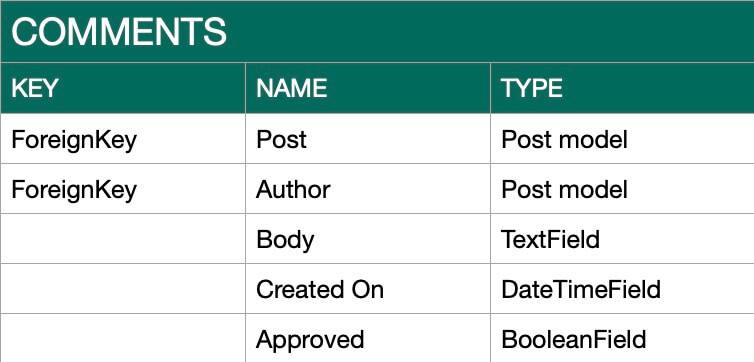 COMMENTS
KEY NAME TYPE
ForeignKey Post Post model
ForeignKey Author Post model
Body TextField
Created On DateTimeField
Approved BooleanField